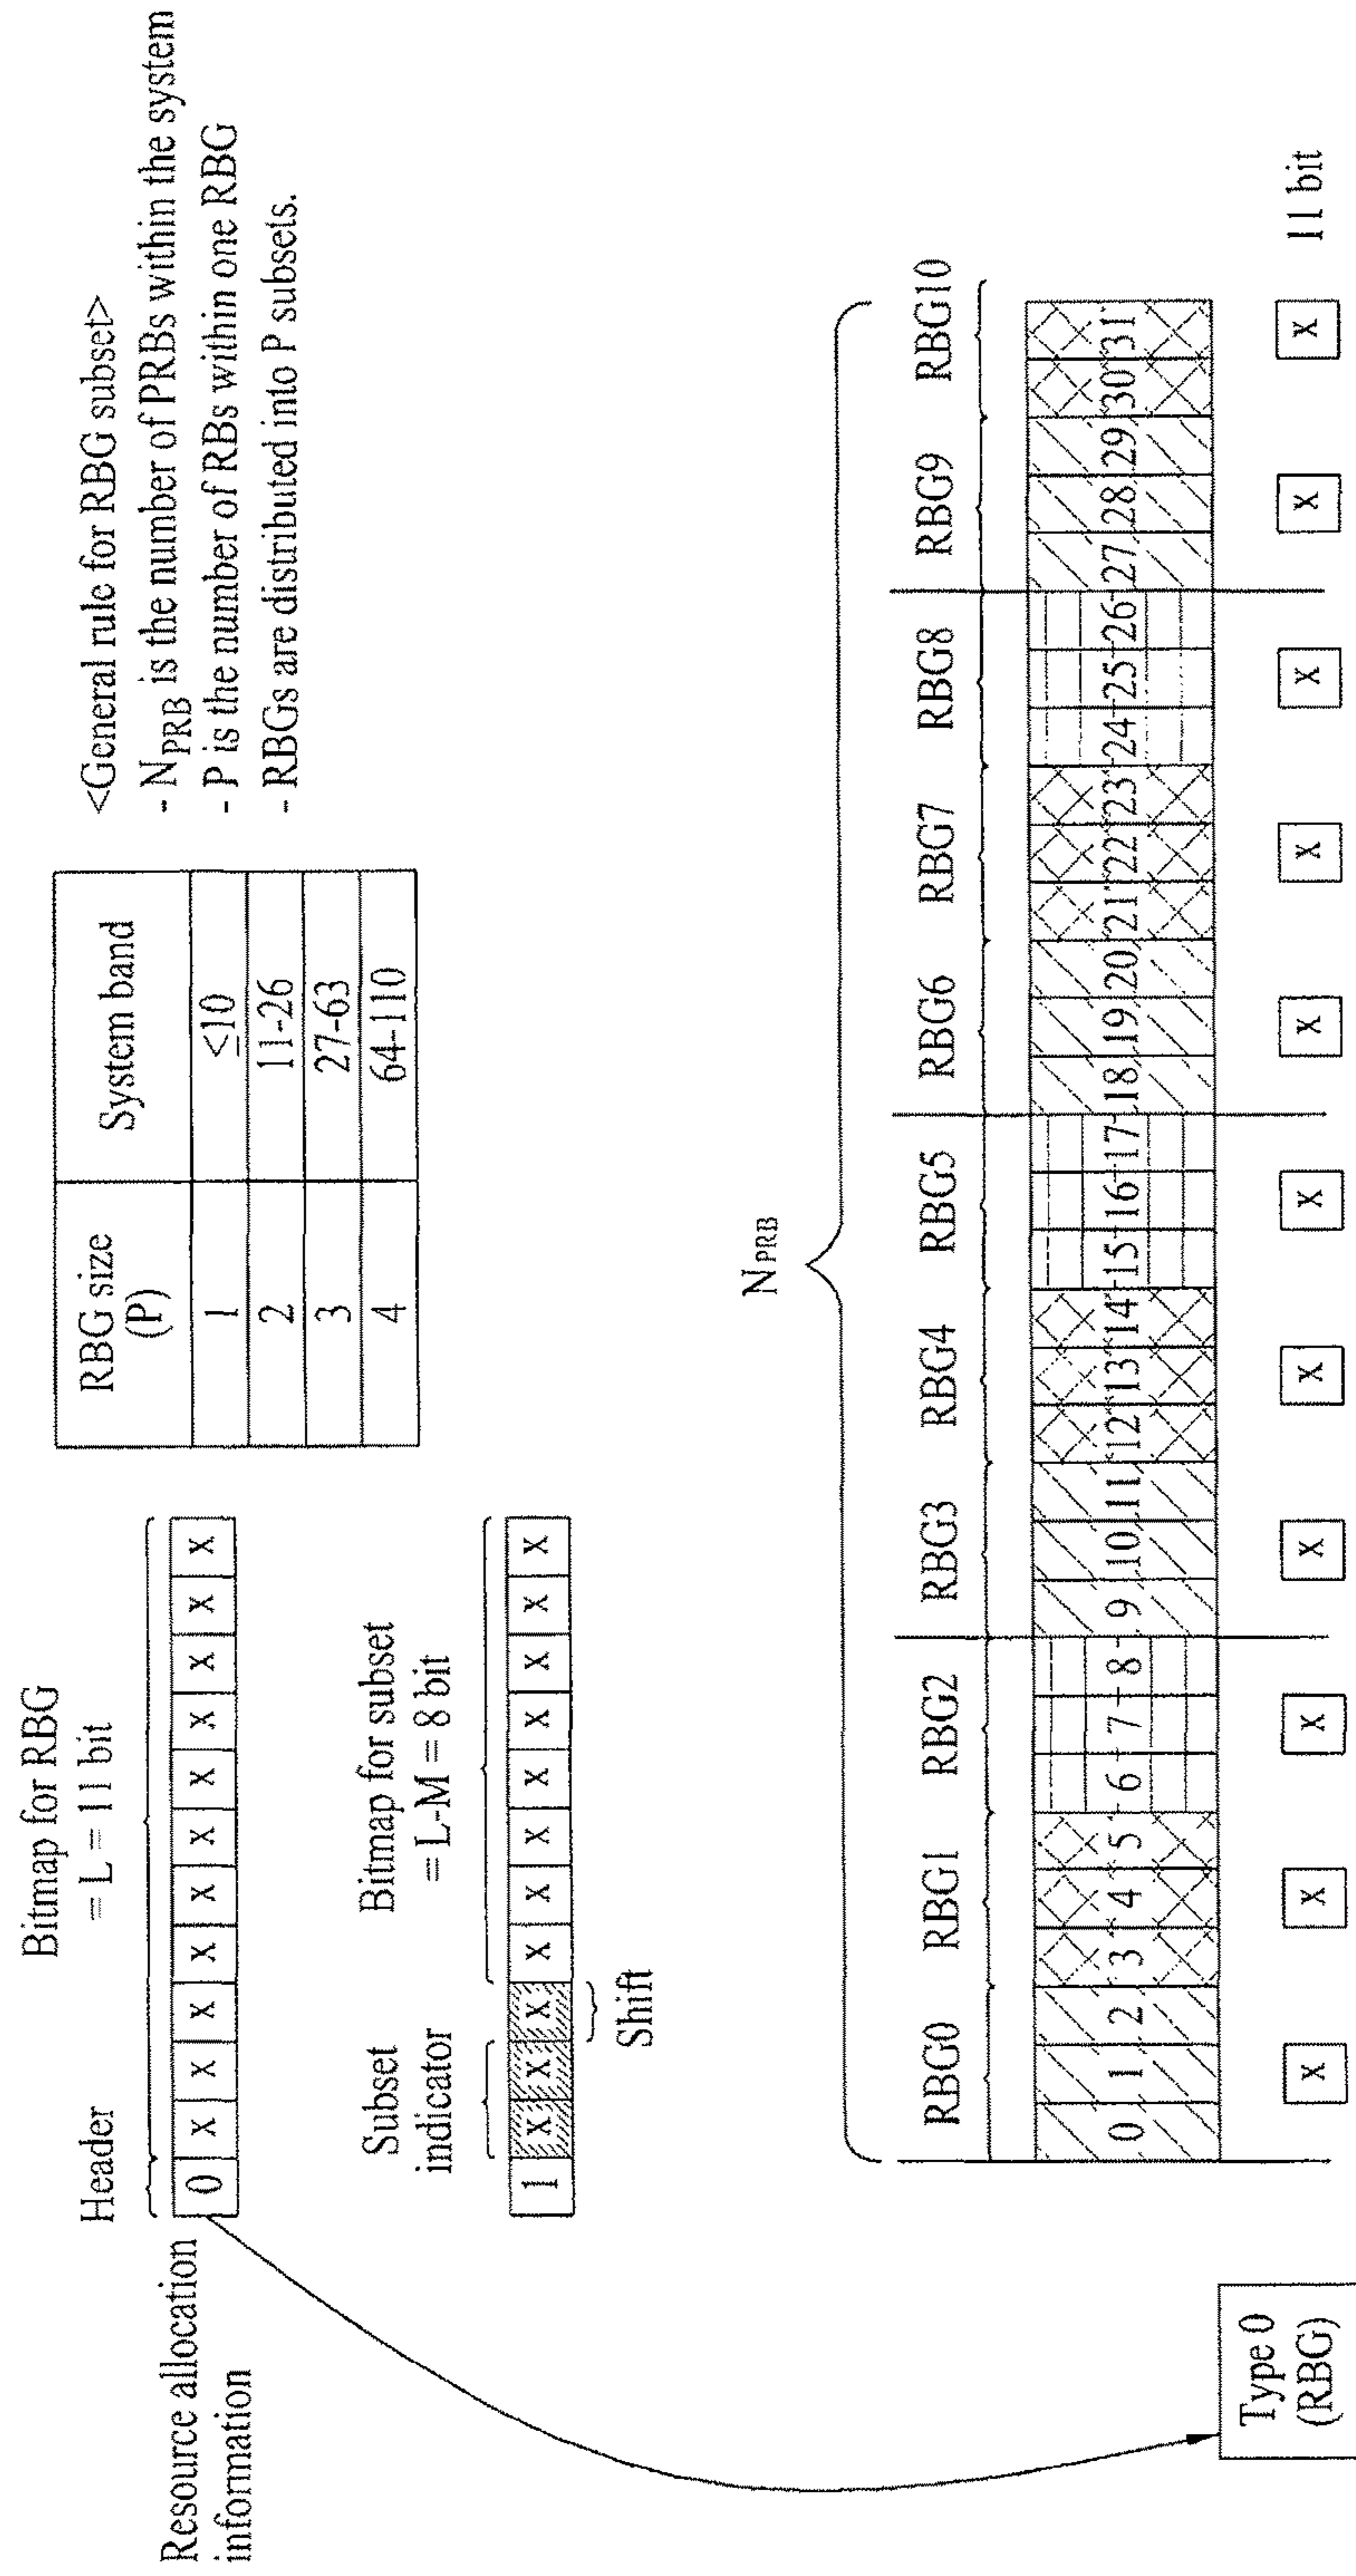 Resource allocation
information
Header
Bitmap for RBG
= L = 11 bit
0 X X X X X X X X X X X
Subset
indicator
Bitmap for subset
= L-M = 8 bit
1 X X X X X X X X X X X
Shift
RBG size
(P)
System band
1 ≤10
2 11-26
3 27-63
4 64-110
<General rule for RBG subset>
- NPRB is the number of PRBs within the system
- P is the number of RBs within one RBG
- RBGs are distributed into P subsets.
NPRB
RBG0 RBG1 RBG2 RBG3 RBG4 RBG5 RBG6 RBG7 RBG8 RBG9 RBG10
0 1 2 3 4 5 6 7 8 9 10 11 12 13 14 15 16 17 18 19 20 21 22 23 24 25 26 27 28 29 30 31
Type 0
(RBG)
X X X X X X X X X X X 11 bit